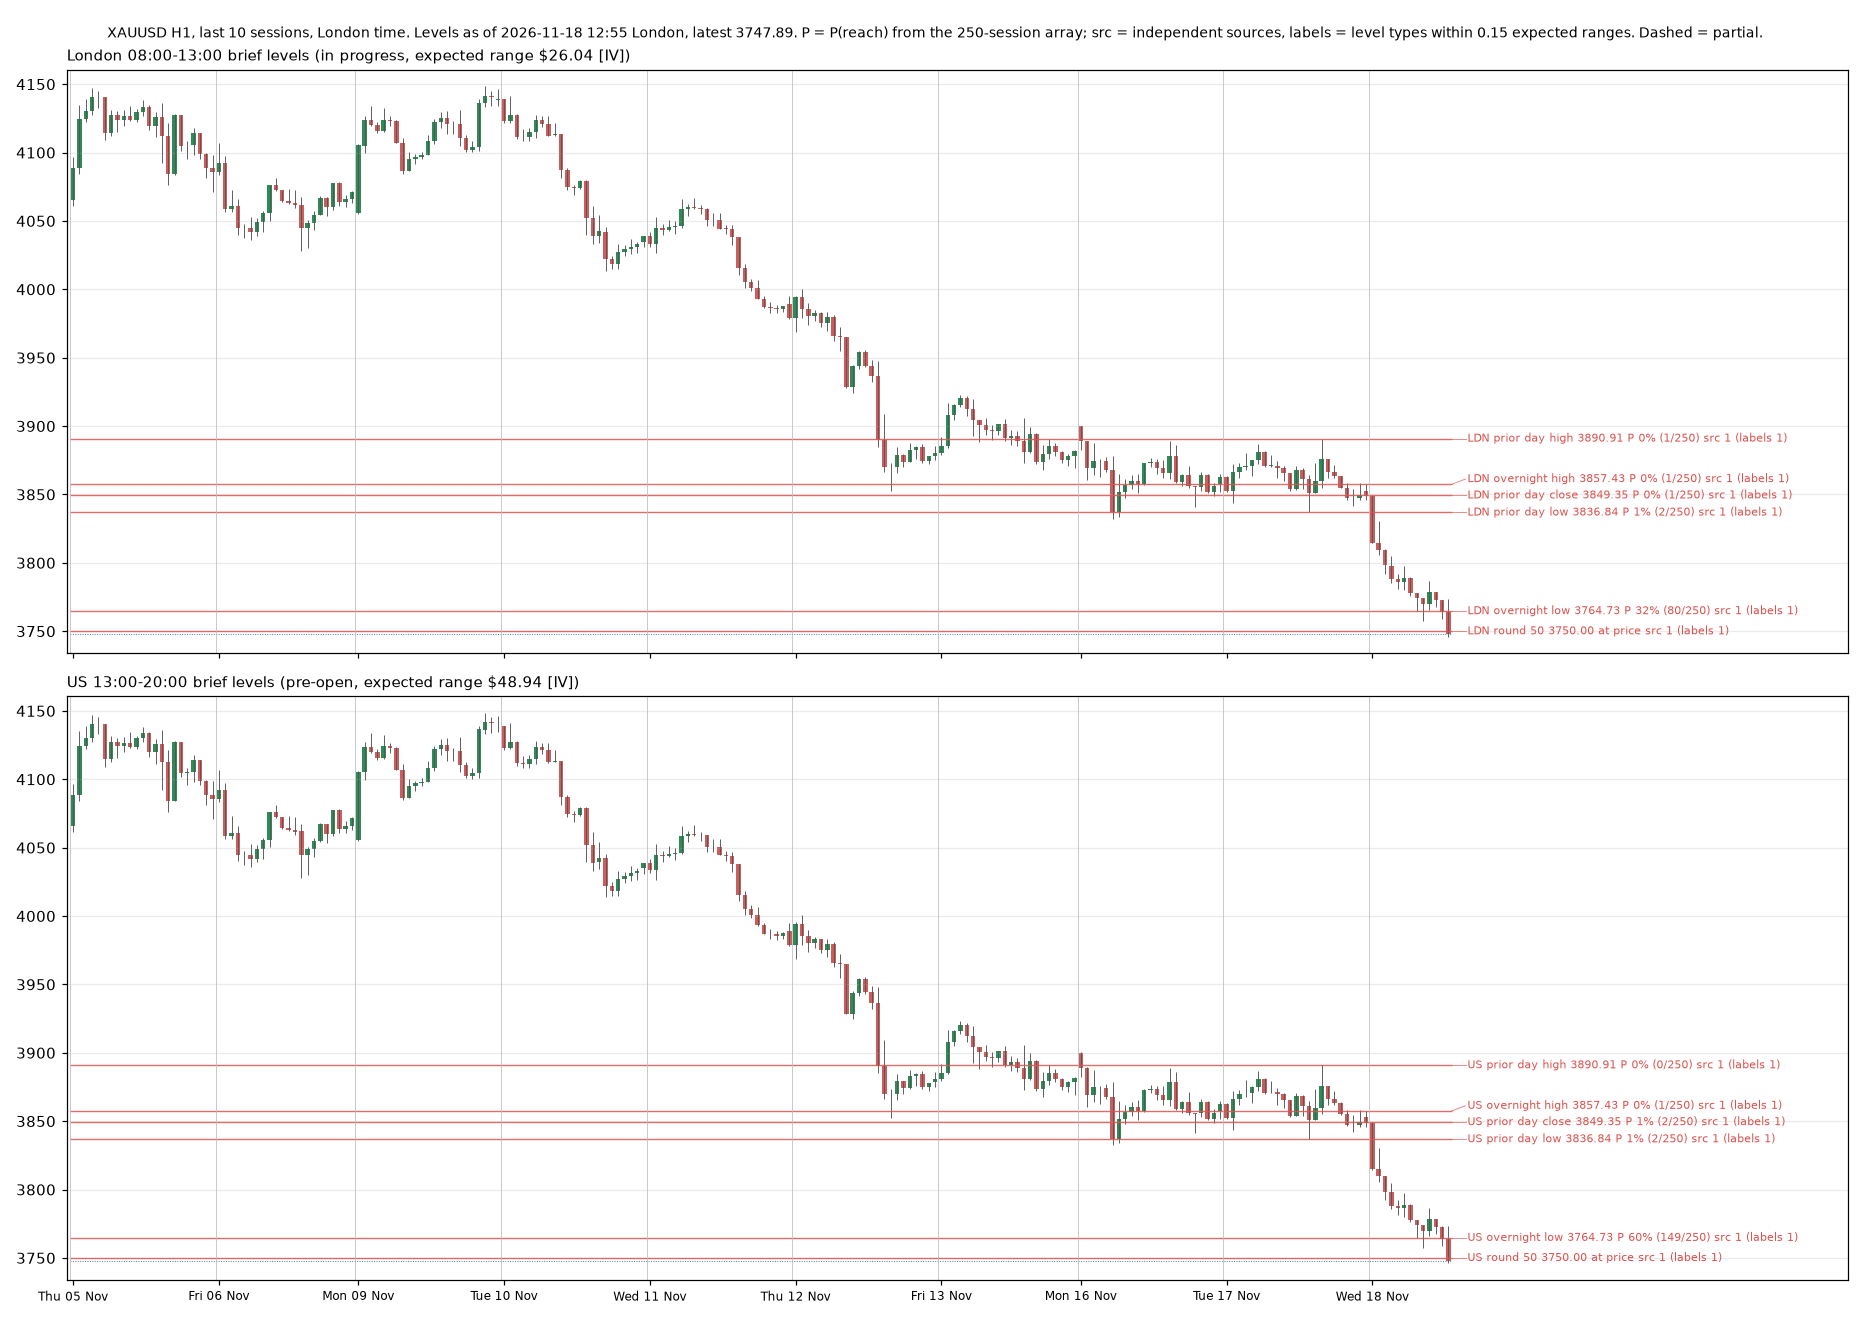 XAUUSD H1, last 10 sessions, London time. Levels as of 2026-11-18 12:55 London, latest 3747.89. P = P(reach) from the 250-session array; src = independent sources, labels = level types within 0.15 expected ranges. Dashed = partial.
London 08:00-13:00 brief levels (in progress, expected range $26.04 [IV])
4150
4100
4050
4000
3950
3900
LDN prior day high 3890.91 P 0% (1/250) src 1 (labels 1)
LDN overnight high 3857.43 P 0% (1/250) src 1 (labels 1)
3850
LDN prior day close 3849.35 P 0% (1/250) src 1 (labels 1)
LDN prior day low 3836.84 P 1% (2/250) src 1 (labels 1)
3800
LDN overnight low 3764.73 P 32% (80/250) src 1 (labels 1)
3750
LDN round 50 3750.00 at price src 1 (labels 1)
US 13:00-20:00 brief levels (pre-open, expected range $48.94 [IV])
4150
4100
4050
4000
3950
3900
US prior day high 3890.91 P 0% (0/250) src 1 (labels 1)
US overnight high 3857.43 P 0% (1/250) src 1 (labels 1)
3850
US prior day close 3849.35 P 1% (2/250) src 1 (labels 1)
US prior day low 3836.84 P 1% (2/250) src 1 (labels 1)
3800
US overnight low 3764.73 P 60% (149/250) src 1 (labels 1)
3750
US round 50 3750.00 at price src 1 (labels 1)
Thu 05 Nov
Fri 06 Nov
Mon 09 Nov
Tue 10 Nov
Wed 11 Nov
Thu 12 Nov
Fri 13 Nov
Mon 16 Nov
Tue 17 Nov
Wed 18 Nov